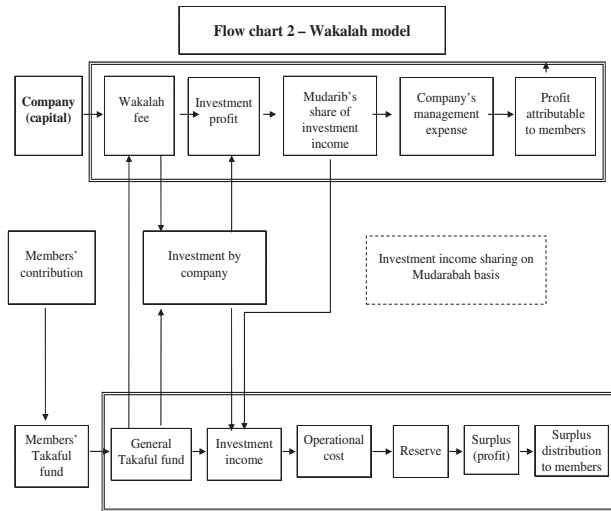 Flow chart 2 – Wakalah model
Company
(capital)
Wakalah
fee
Investment
profit
Mudarib's
share of
investment
income
Company's
management
expense
Profit
attributable
to members
Members'
contribution
Investment by
company
Investment income sharing on
Mudarabah basis
Members'
Takaful
fund
General
Takaful fund
Investment
income
Operational
cost
Reserve
Surplus
(profit)
Surplus
distribution
to members